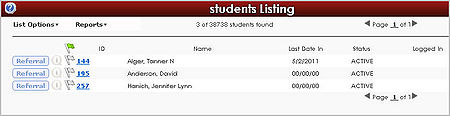 students Listing
List Options Reports 3 of 38738 students found Page 1 of 1
ID Name Last Date In Status Logged In
Referral 144 Alger, Tanner N 5/2/2011 ACTIVE
Referral 195 Anderson, David 00/00/00 ACTIVE
Referral 257 Hanich, Jennifer Lynn 00/00/00 ACTIVE
Page 1 of 1